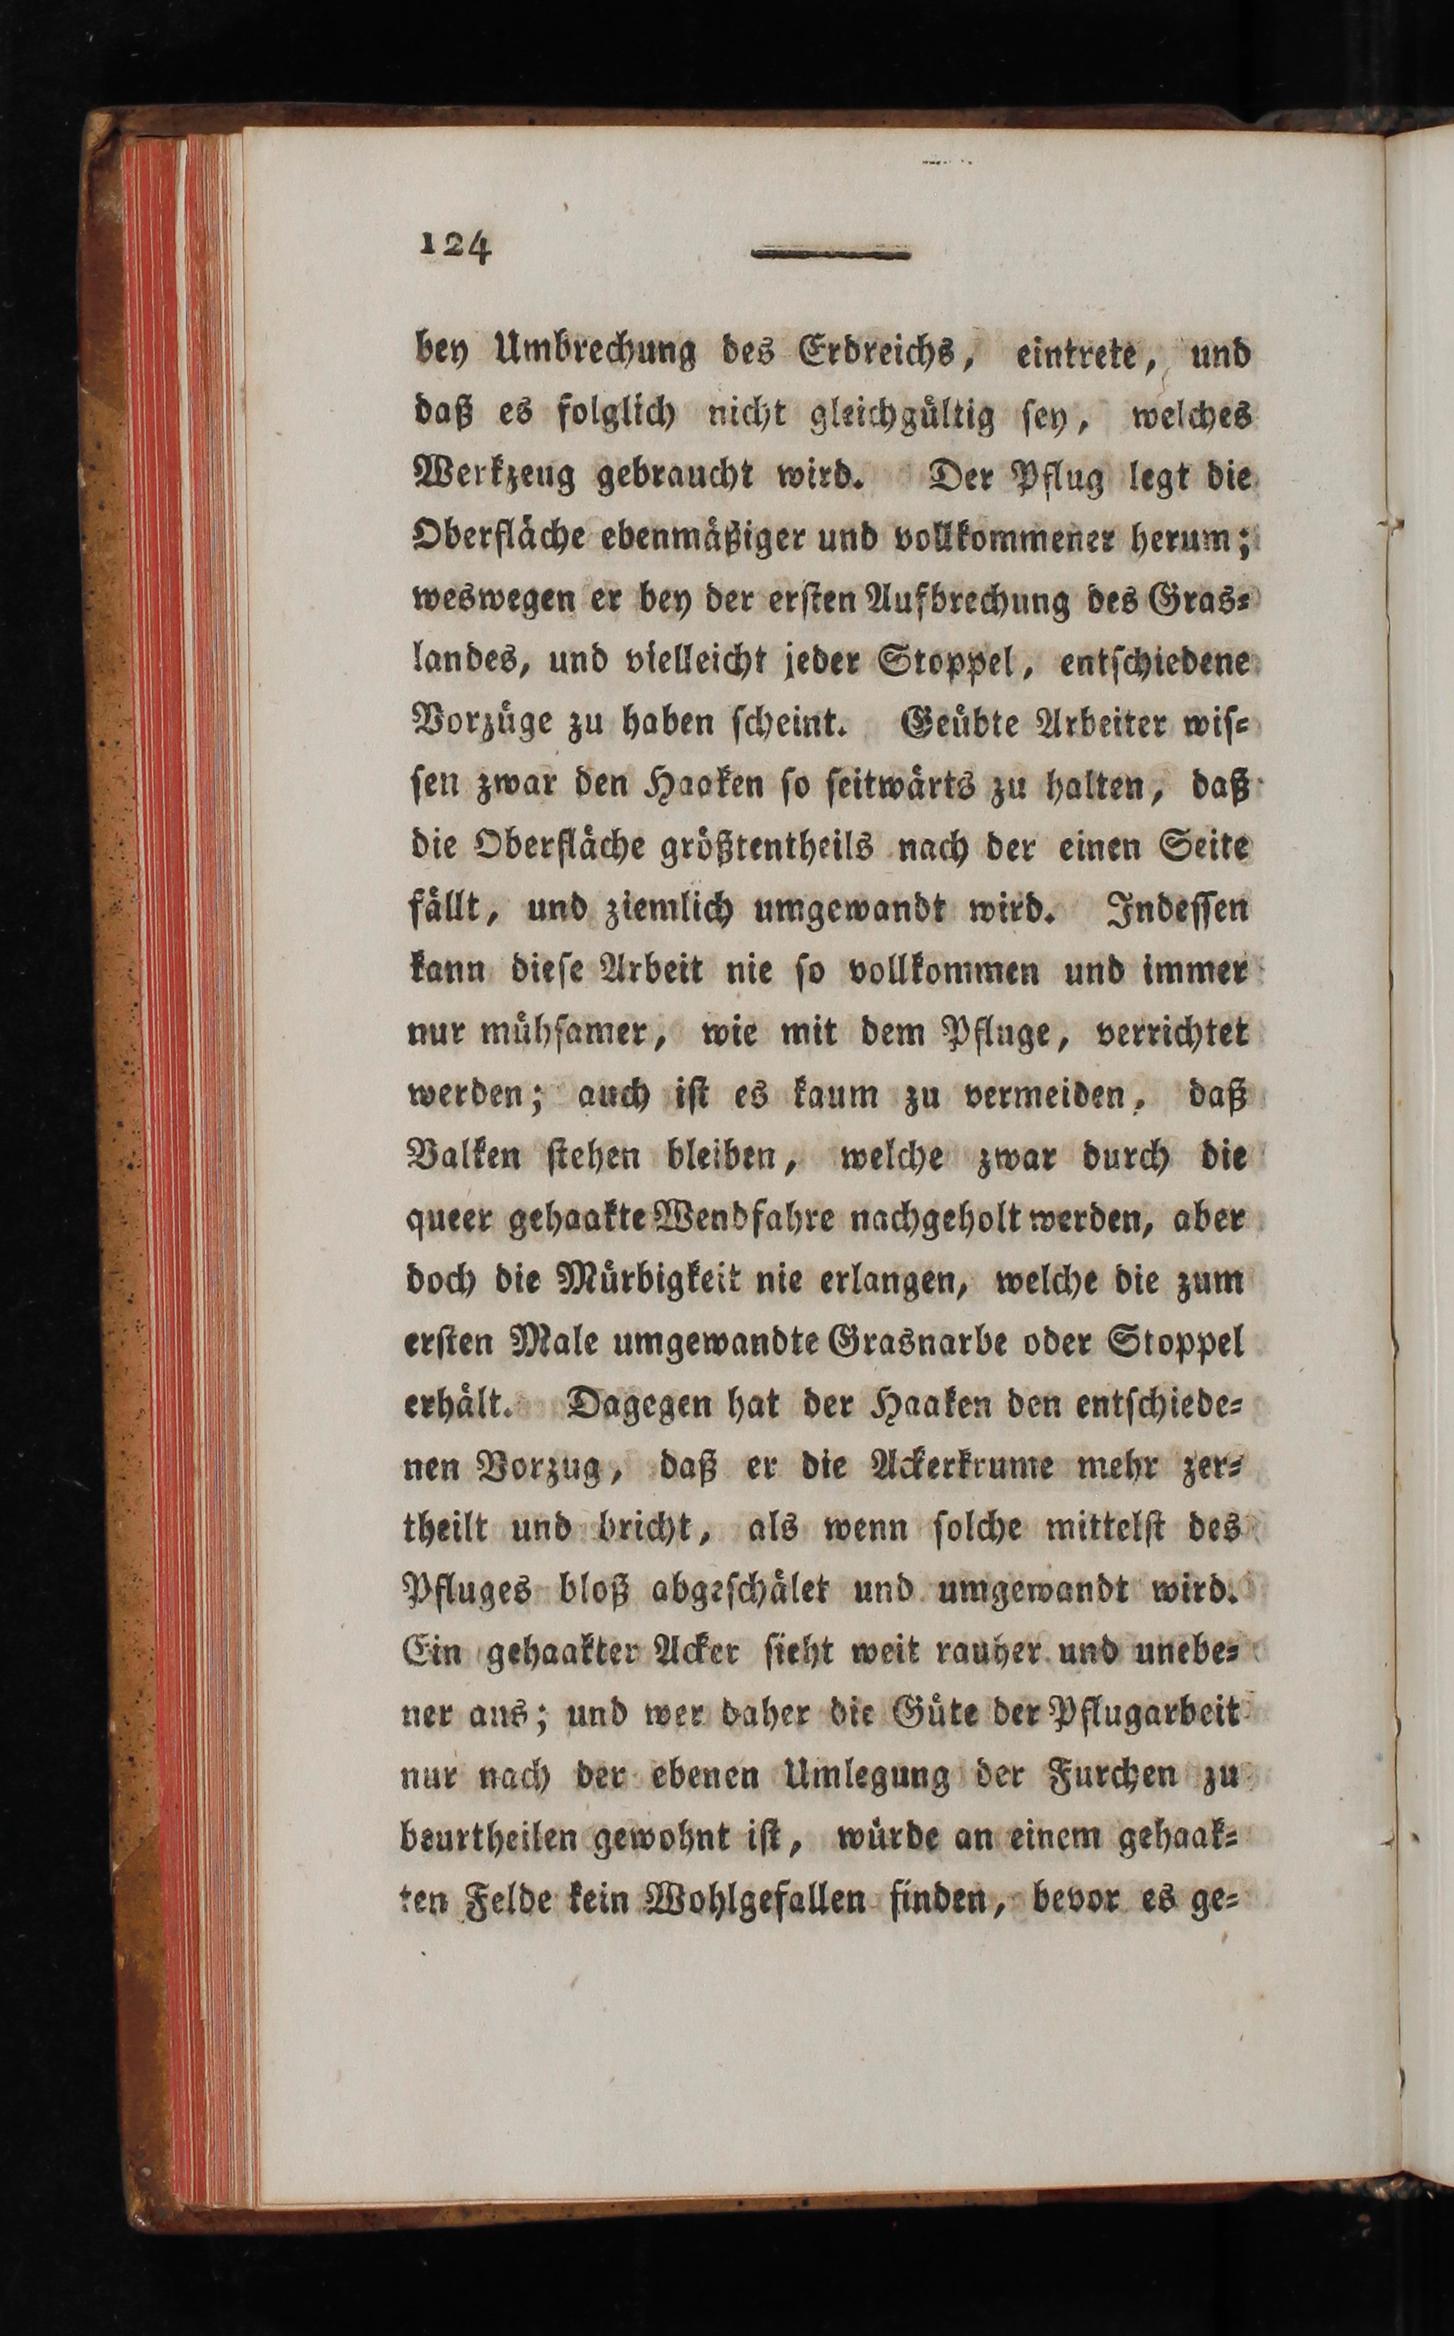 124
bey Umbrechung des Erdreichs, eintrete, und
daß es folglich nicht gleichgültig sey, welches
Werkzeug gebraucht wird. Der Pflug legt die
Oberfläche ebenmäßiger und vollkommener herum;
weswegen er bey der ersten Aufbrechung des Gras-
landes, und vielleicht jeder Stoppel, entschiedene
Vorzüge zu haben scheint. Geübte Arbeiter wis-
sen zwar den Haaken so seitwärts zu halten, daß
die Oberfläche größtentheils nach der einen Seite
fällt, und ziemlich umgewandt wird. Indessen
kann diese Arbeit nie so vollkommen und immer
nur mühsamer, wie mit dem Pfluge, verrichtet
werden; auch ist es kaum zu vermeiden, daß
Balken stehen bleiben, welche zwar durch die
queer gehaakte Wendfahre nachgeholt werden, aber
doch die Mürbigkeit nie erlangen, welche die zum
ersten Male umgewandte Grasnarbe oder Stoppel
erhält. Dagegen hat der Haaken den entschiede-
nen Vorzug, daß er die Ackerkrume mehr zer-
theilt und bricht, als wenn solche mittelst des
Pfluges bloß abgeschälet und umgewandt wird.
Ein gehaakter Acker sieht weit rauher und unebe-
ner aus; und wer daher die Güte der Pflugarbeit
nur nach der ebenen Umlegung der Furchen zu
beurtheilen gewohnt ist, würde an einem gehaak-
ten Felde kein Wohlgefallen finden, bevor es ge-